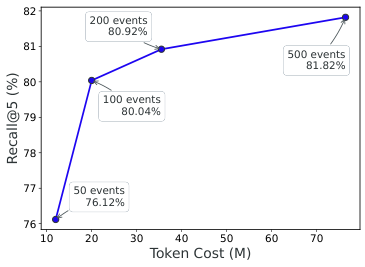 82
81
80
79
78
77
76
Recall@5 (%)
200 events
80.92%
500 events
81.82%
100 events
80.04%
50 events
76.12%
10 20 30 40 50 60 70
Token Cost (M)